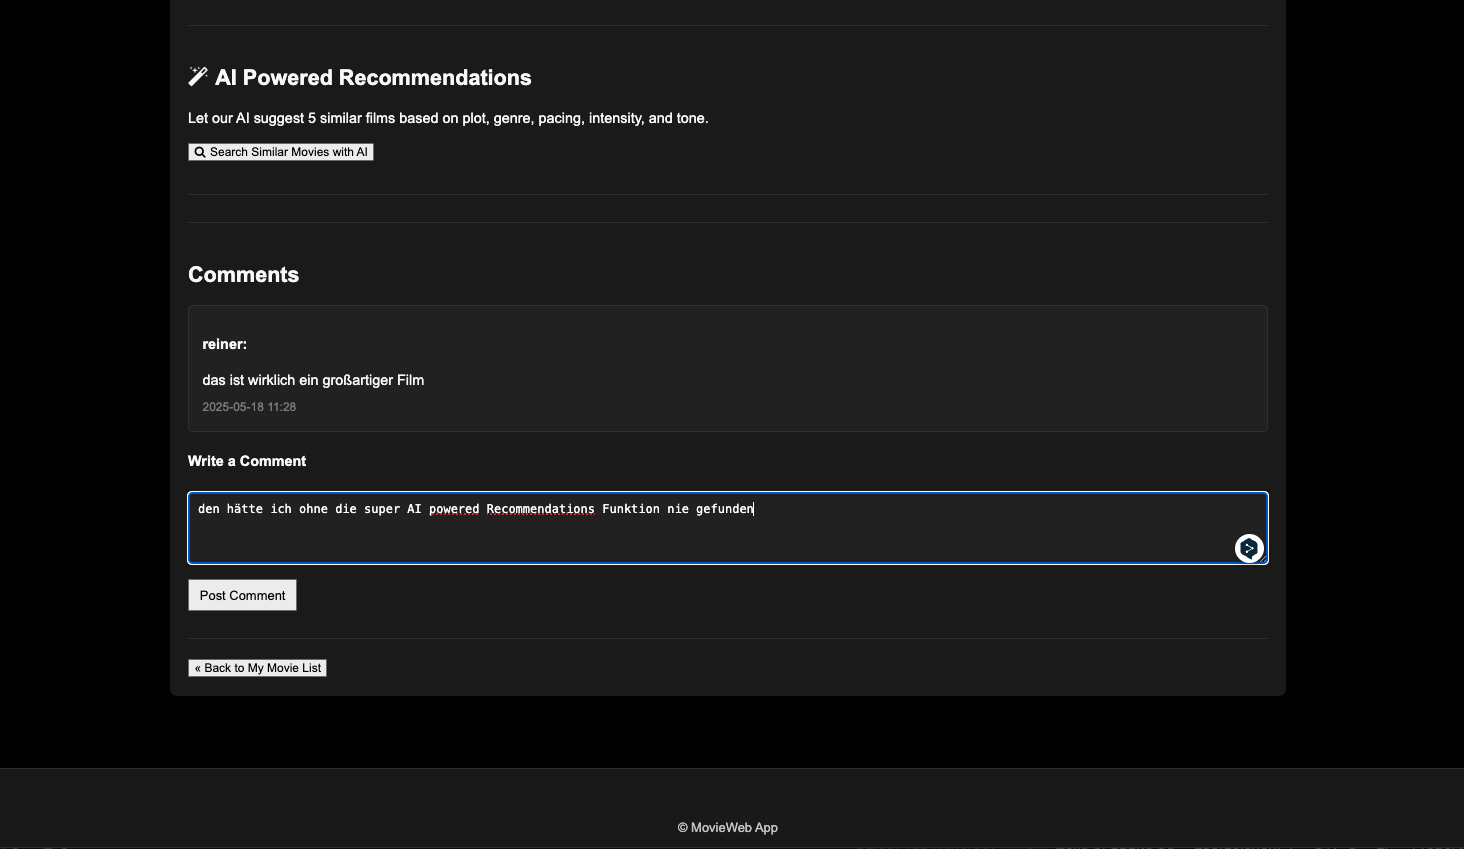 AI Powered Recommendations
Let our AI suggest 5 similar films based on plot, genre, pacing, intensity, and tone.
Search Similar Movies with AI
Comments
reiner:
das ist wirklich ein großartiger Film
2025-05-18 11:28
Write a Comment
den hätte ich ohne die super AI powered Recommendations Funktion nie gefunden
Post Comment
« Back to My Movie List
© MovieWeb App